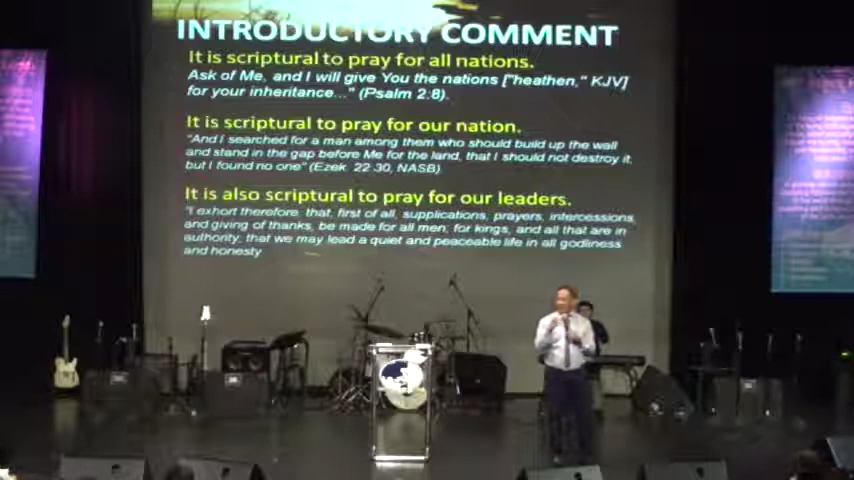 INTRODUCTORY COMMENT
It is scriptural to pray for all nations.
Ask of Me, and I will give You the nations ["heathen," KJV]
for your inheritance..." (Psalm 2:8).
It is scriptural to pray for our nation.
"And I searched for a man among them who should build up the wall
and stand in the gap before Me for the land, that I should not destroy it,
but I found no one" (Ezek. 22:30, NASB).
It is also scriptural to pray for our leaders.
"I exhort therefore, that, first of all, supplications, prayers, intercessions,
and giving of thanks, be made for all men; for kings, and all that are in
authority; that we may lead a quiet and peaceable life in all godliness
and honesty